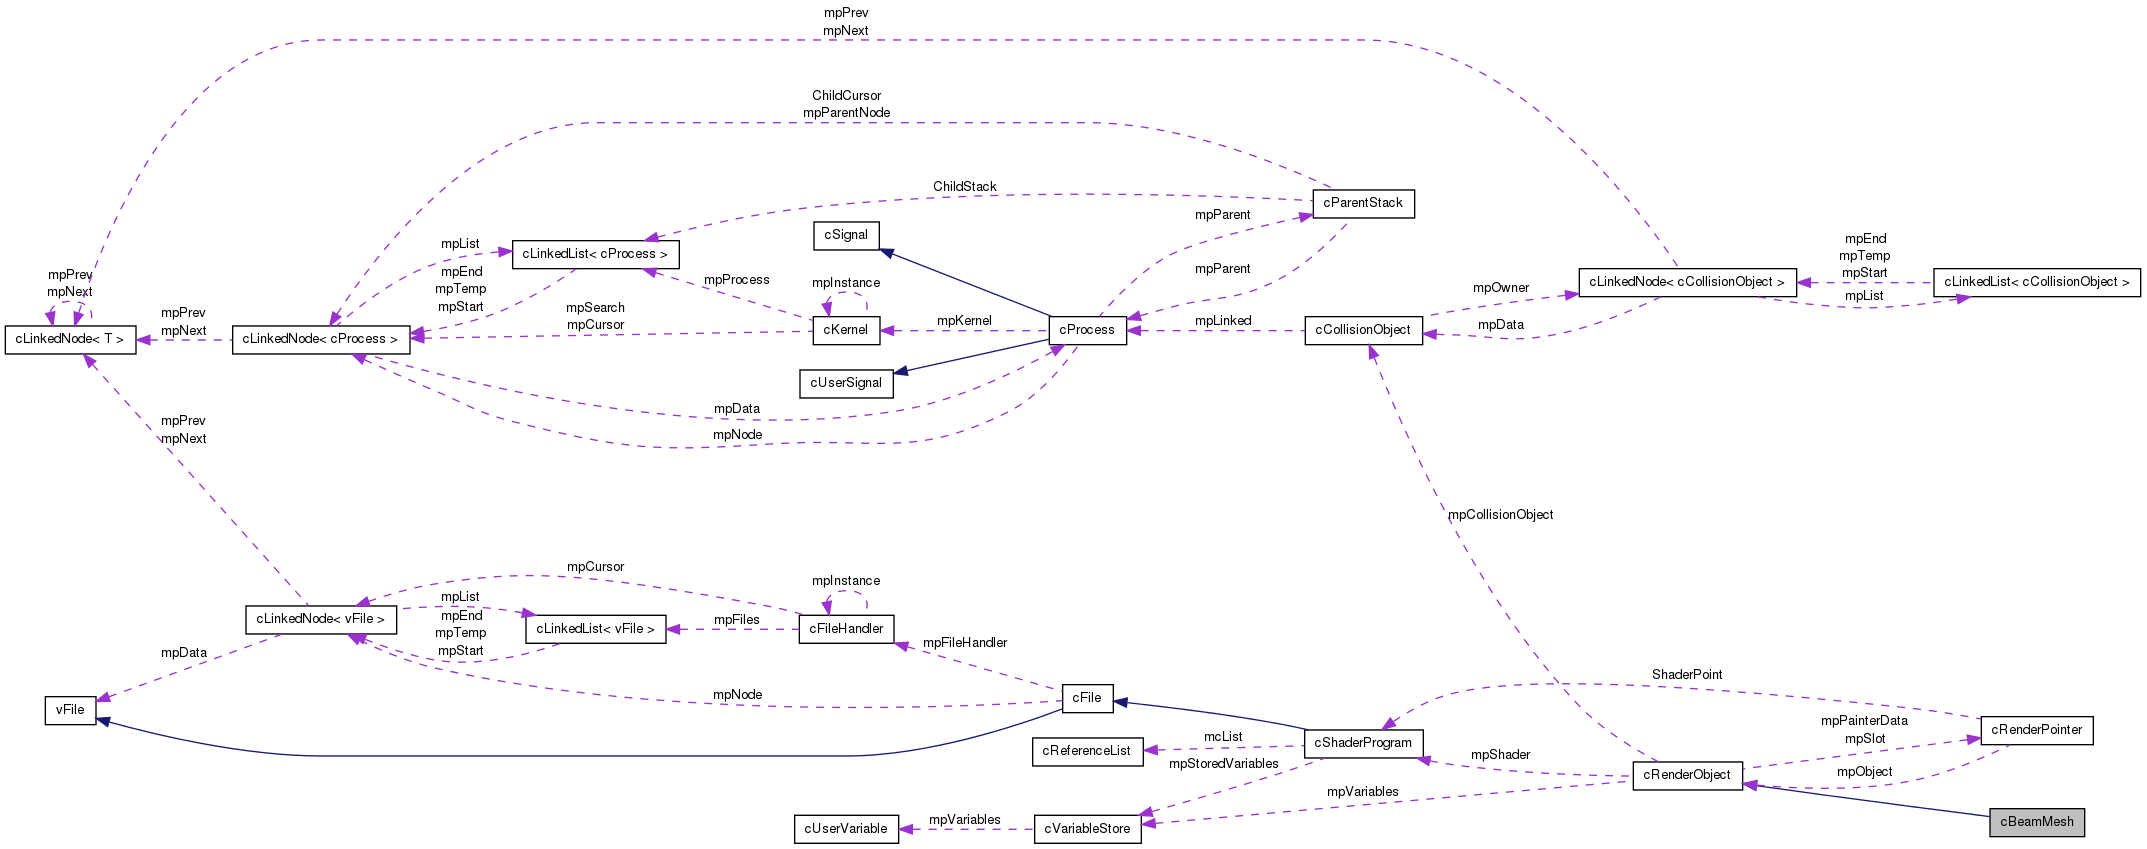 mpPrev
mpNext
ChildCursor
mpParentNode
ChildStack
cParentStack
mpParent
cSignal
mpList
cLinkedList< cProcess >
mpEnd
mpTemp
mpStart
mpProcess
mpInstance
mpParent
mpPrev
mpNext
cLinkedNode< T >
mpPrev
mpNext
cLinkedNode< cProcess >
mpSearch
mpCursor
cKernel
mpKernel
cProcess
mpLinked
cCollisionObject
mpOwner
mpData
cLinkedNode< cCollisionObject >
mpEnd
mpTemp
mpStart
mpList
cLinkedList< cCollisionObject >
cUserSignal
mpData
mpNode
mpPrev
mpNext
mpCollisionObject
mpCursor
mpInstance
cLinkedNode< vFile >
mpList
mpEnd
mpTemp
mpStart
cLinkedList< vFile >
mpFiles
cFileHandler
mpFileHandler
mpData
mpNode
vFile
cFile
ShaderPoint
cReferenceList
mcList
cShaderProgram
mpStoredVariables
mpShader
mpPainterData
mpSlot
cRenderPointer
mpObject
cRenderObject
mpVariables
cUserVariable
mpVariables
cVariableStore
cBeamMesh